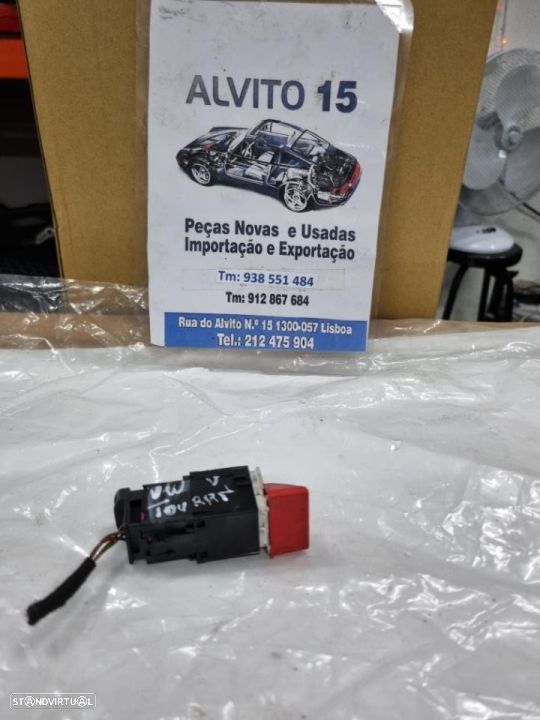 ALVITO 15
Peças Novas e Usadas
Importação e Exportação
Tm: 938 551 484
Tm: 912 867 684
Rua do Alvito N.º 15 1300-057 Lisboa
Tel.: 212 475 904
VW V
TOURAN
STANDVIRTUAL